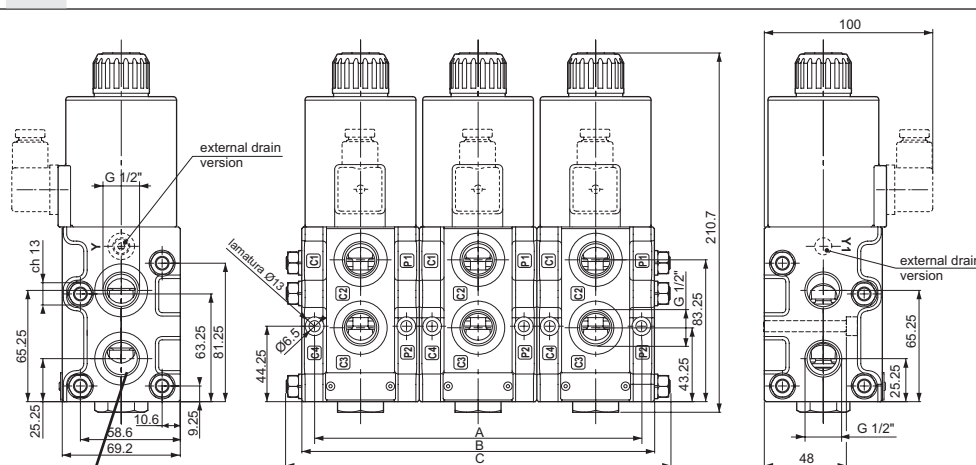 100
external drain
version
G 1/2"
Y
ch 13
65.25
25.25
63.25
81.25
10.6
9.25
58.6
69.2
lamatura Ø13
Ø6.5
44.25
C1
P1
C1
P1
C1
P1
C2
C2
C2
C4
P2
C4
P2
C4
P2
C3
C3
C3
A
B
C
210.7
G 1/2"
83.25
43.25
Y1
external drain
version
65.25
25.25
G 1/2"
48